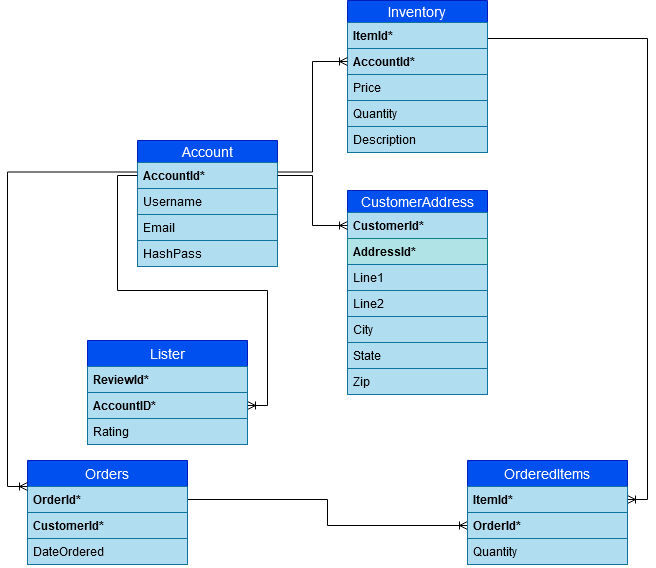 Inventory
ItemId*
AccountId*
Price
Quantity
Description
Account
AccountId*
Username
Email
HashPass
CustomerAddress
CustomerId*
AddressId*
Line1
Line2
City
State
Zip
Lister
ReviewId*
AccountID*
Rating
Orders
OrderId*
CustomerId*
DateOrdered
OrderedItems
ItemId*
OrderId*
Quantity